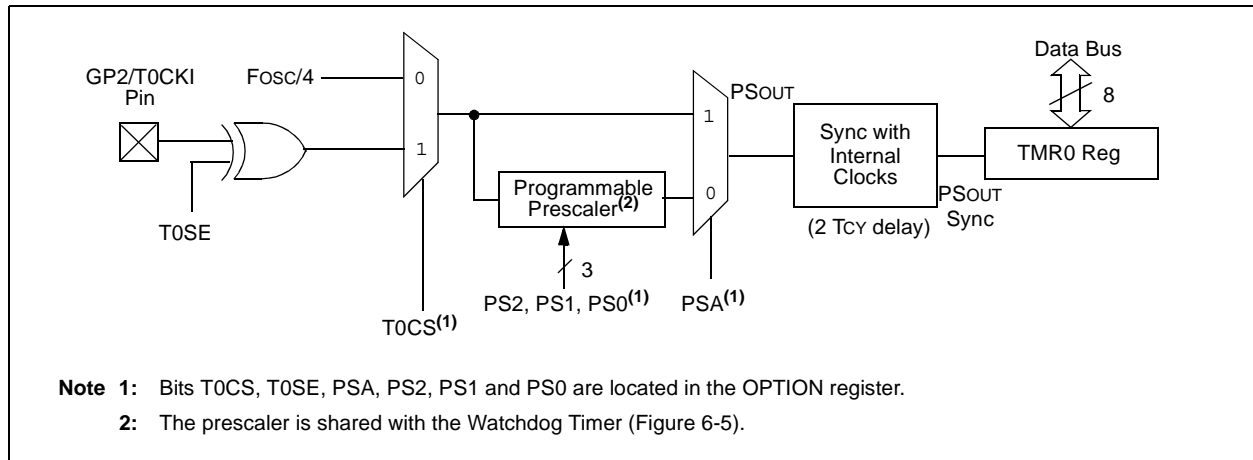 Data Bus
GP2/T0CKI
Pin
FOSC/4
0
1
T0SE
T0CS(1)
Programmable
Prescaler(2)
3
PS2, PS1, PS0(1)
1
0
PSA(1)
PSOUT
Sync with
Internal
Clocks
(2 TCY delay)
PSOUT
Sync
8
TMR0 Reg
Note 1: Bits T0CS, T0SE, PSA, PS2, PS1 and PS0 are located in the OPTION register.
2: The prescaler is shared with the Watchdog Timer (Figure 6-5).